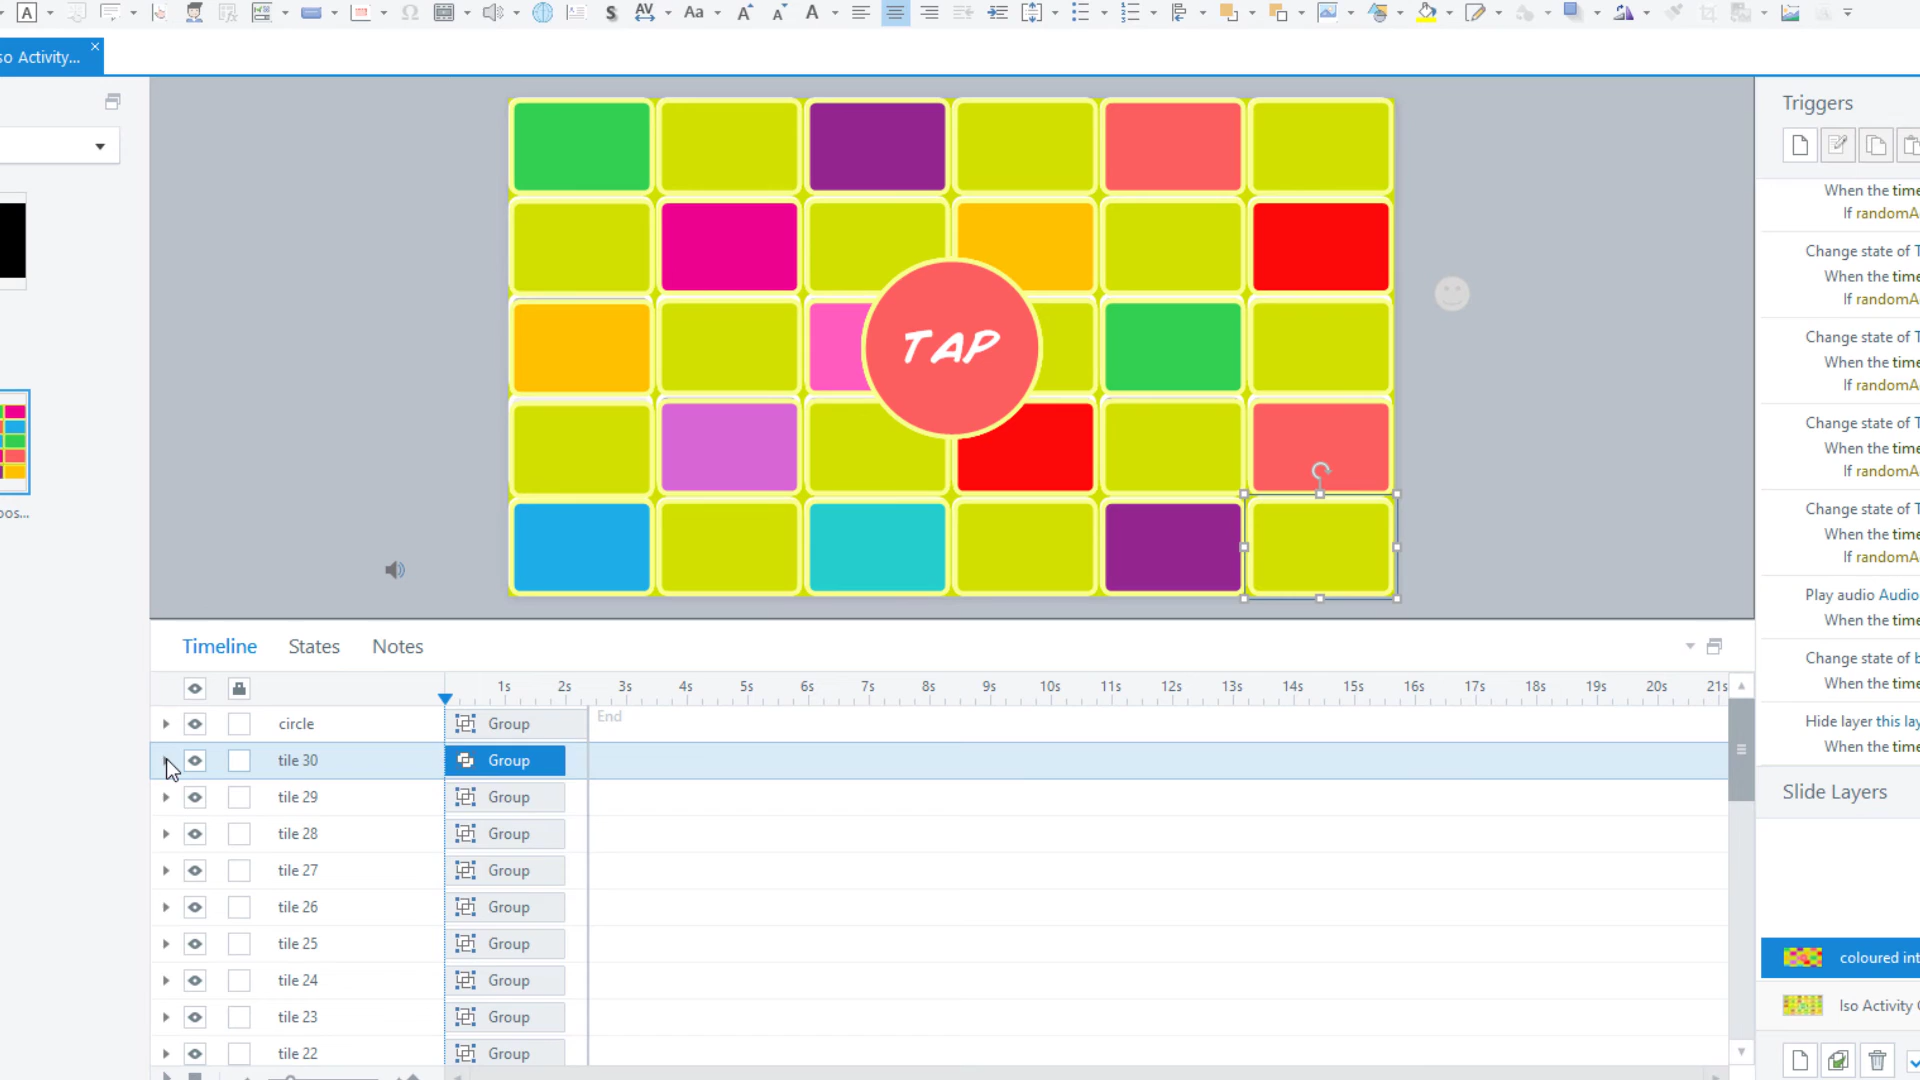 A
S
AV
Aa
A
A
A
so Activity...
Triggers
TAP
oos...
When the time
If randomA
Change state of T
When the time
If randomA
Change state of T
When the time
If randomA
Change state of T
When the time
If randomA
Change state of T
When the time
If randomA
Play audio Audio
When the time
Change state of b
When the time
Hide layer this lay
When the time
Slide Layers
coloured int
Iso Activity C
Timeline
States
Notes
1s 2s 3s 4s 5s 6s 7s 8s 9s 10s 11s 12s 13s 14s 15s 16s 17s 18s 19s 20s 21s
circle Group End
tile 30 Group
tile 29 Group
tile 28 Group
tile 27 Group
tile 26 Group
tile 25 Group
tile 24 Group
tile 23 Group
tile 22 Group